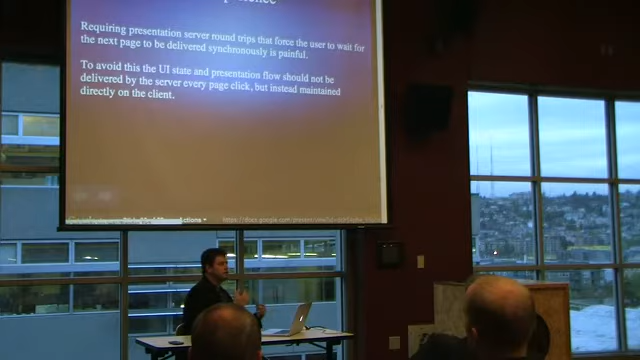 Requiring presentation server round trips that force the user to wait for
the next page to be delivered synchronously is painful.
To avoid this the UI state and presentation flow should not be
delivered by the server every page click, but instead maintained
directly on the client.